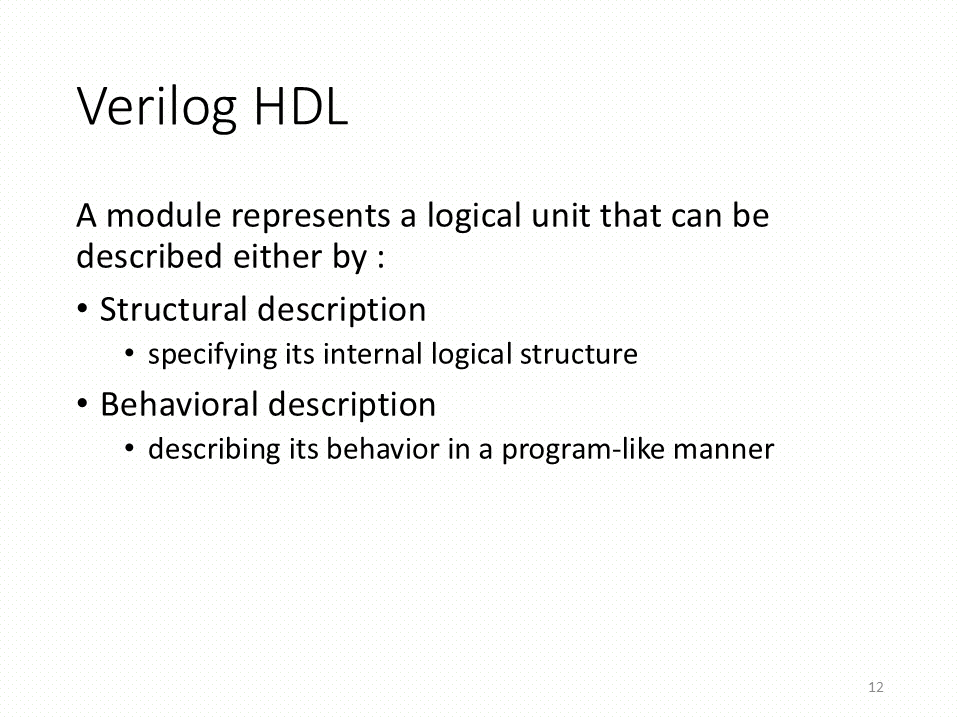 Verilog HDL
A module represents a logical unit that can be
described either by :
• Structural description
• specifying its internal logical structure
• Behavioral description
• describing its behavior in a program-like manner
12